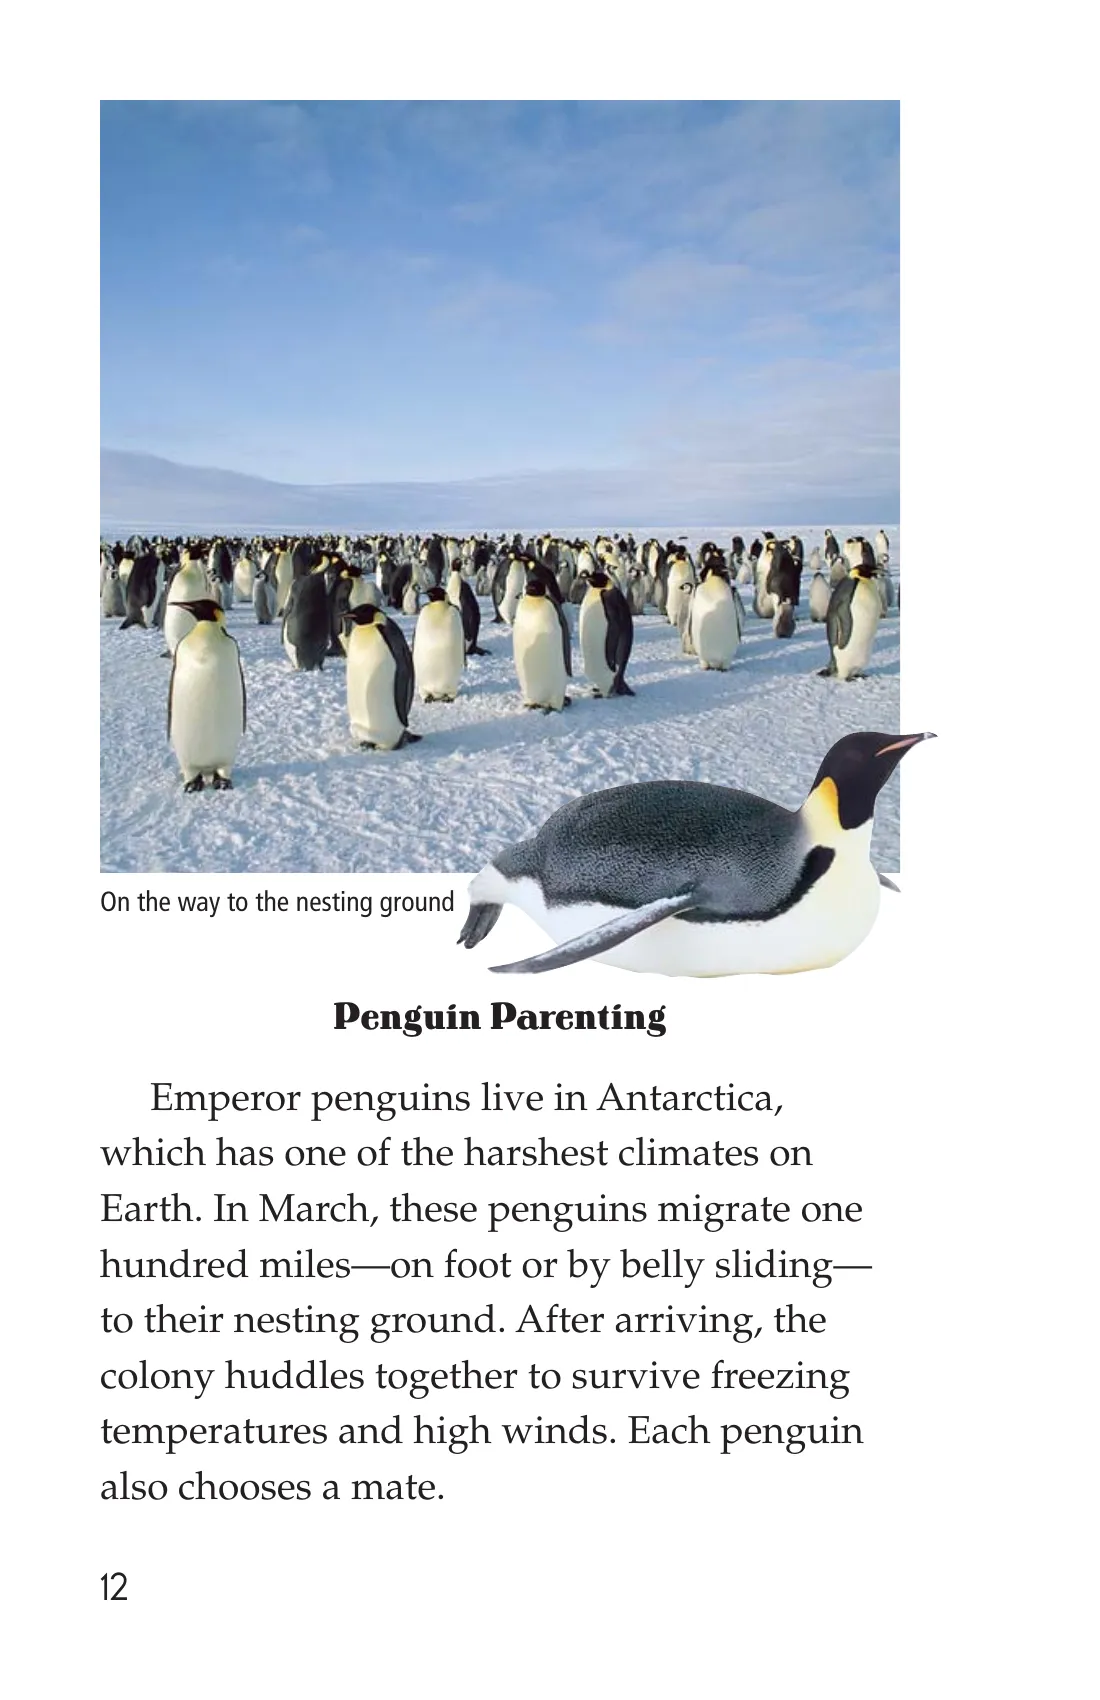 On the way to the nesting ground
Penguin Parenting
Emperor penguins live in Antarctica,
which has one of the harshest climates on
Earth. In March, these penguins migrate one
hundred miles—on foot or by belly sliding—
to their nesting ground. After arriving, the
colony huddles together to survive freezing
temperatures and high winds. Each penguin
also chooses a mate.
12